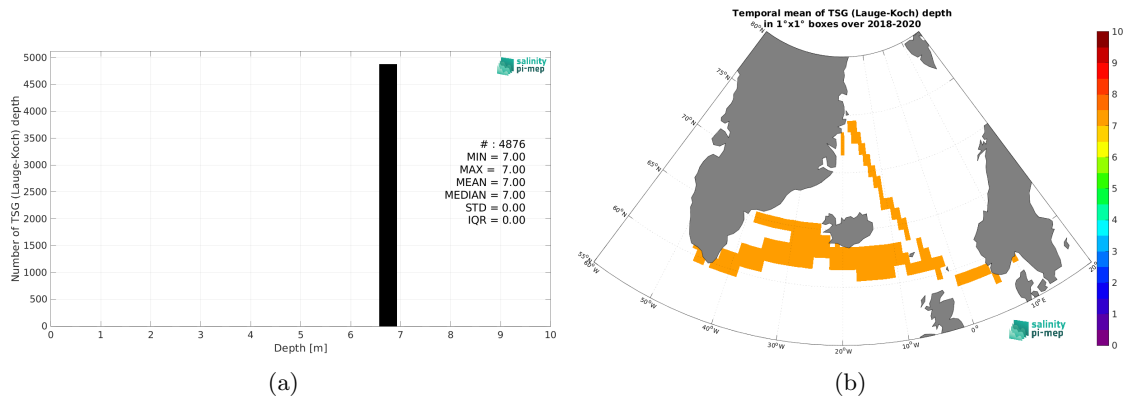 5000
4500
4000
3500
3000
2500
2000
1500
1000
500
0
Number of TSG (Lauge-Koch) depth
salinity
pi-mep
# : 4876
MIN = 7.00
MAX = 7.00
MEAN = 7.00
MEDIAN = 7.00
STD = 0.00
IQR = 0.00
0 1 2 3 4 5 6 7 8 9 10
Depth [m]
(a)
Temporal mean of TSG (Lauge-Koch) depth
in 1°x1° boxes over 2018-2020
80°N
75°N
70°N
65°N
60°N
55°N
60°W
50°W
40°W
30°W
20°W
10°W
0°
10°E
salinity
pi-mep
10
9
8
7
6
5
4
3
2
1
0
(b)